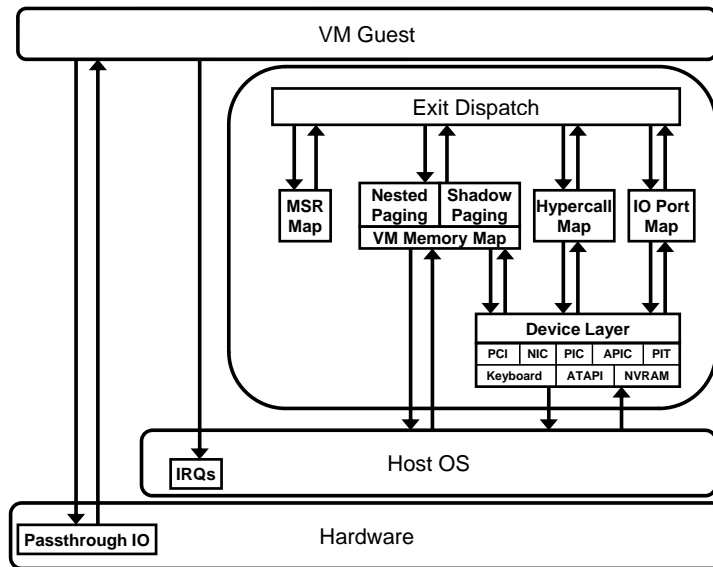 VM Guest
Exit Dispatch
MSR
Map
Nested
Paging
Shadow
Paging
VM Memory Map
Hypercall
Map
IO Port
Map
Device Layer
PCI NIC PIC APIC PIT
Keyboard ATAPI NVRAM
Host OS
IRQs
Hardware
Passthrough IO